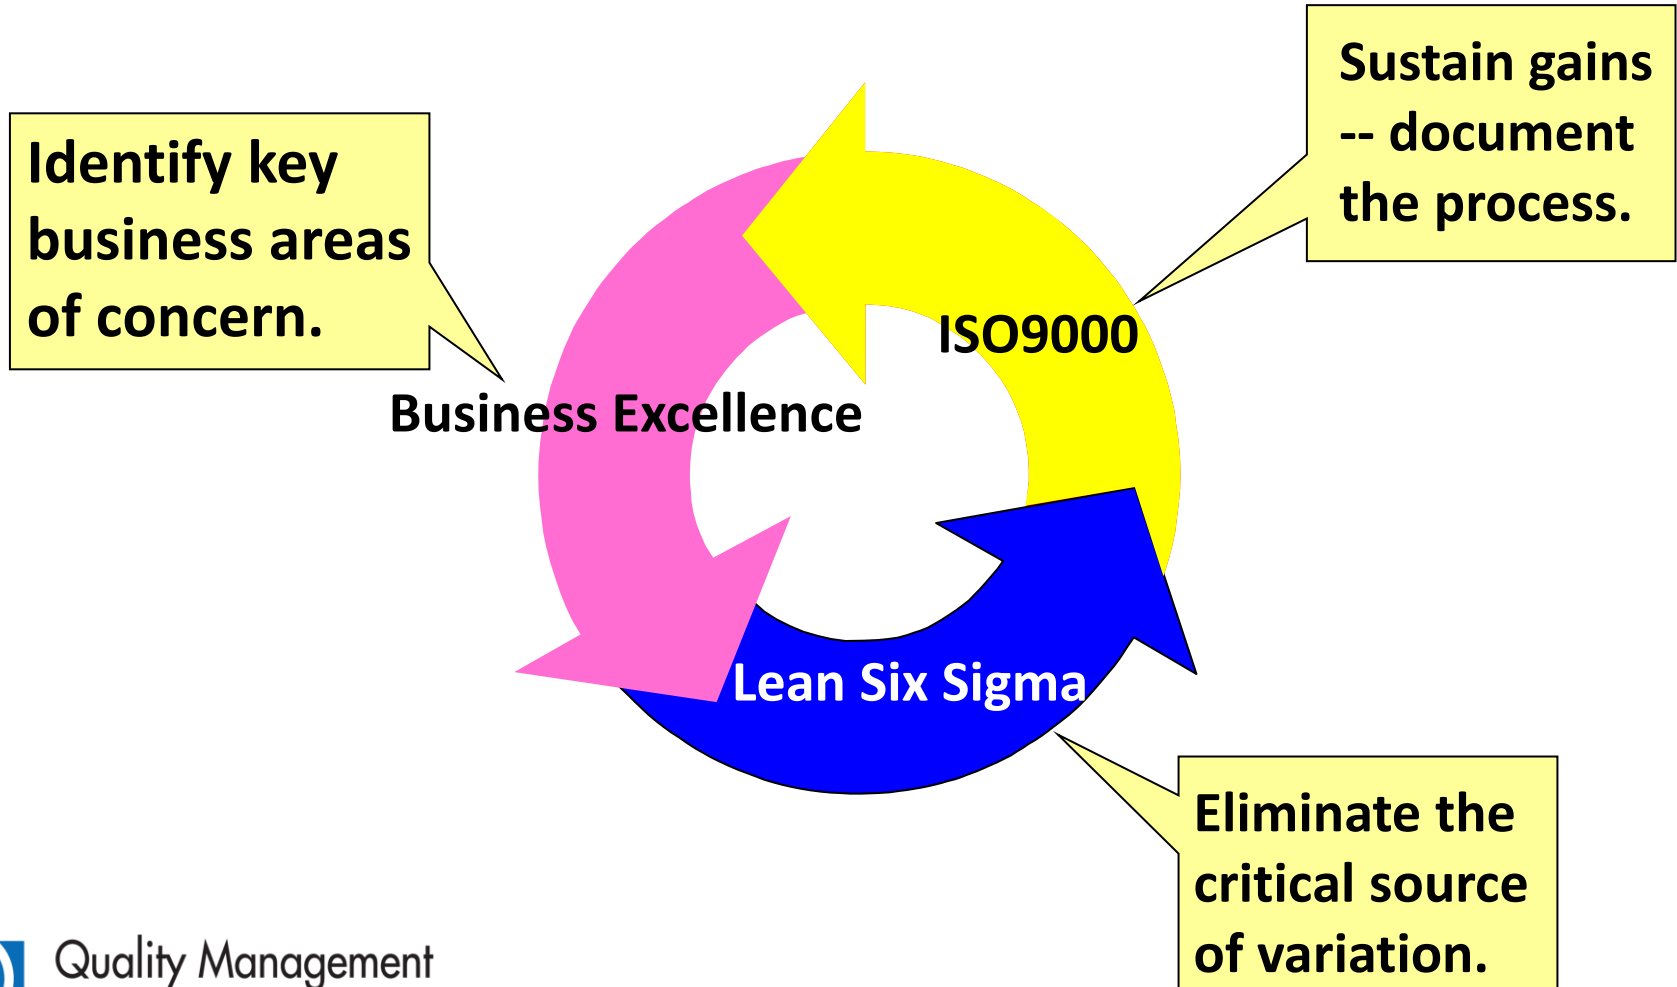 Sustain gains
-- document
the process.
Identify key
business areas
of concern.
ISO9000
Business Excellence
Lean Six Sigma
Eliminate the
critical source
of variation.
Quality Management